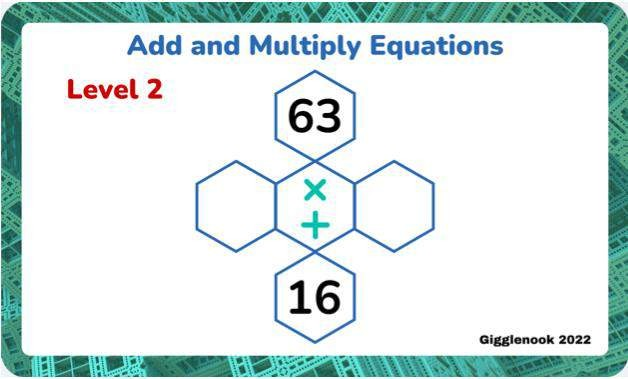 Add and Multiply Equations
Level 2
63
×
+
16
Gigglenook 2022